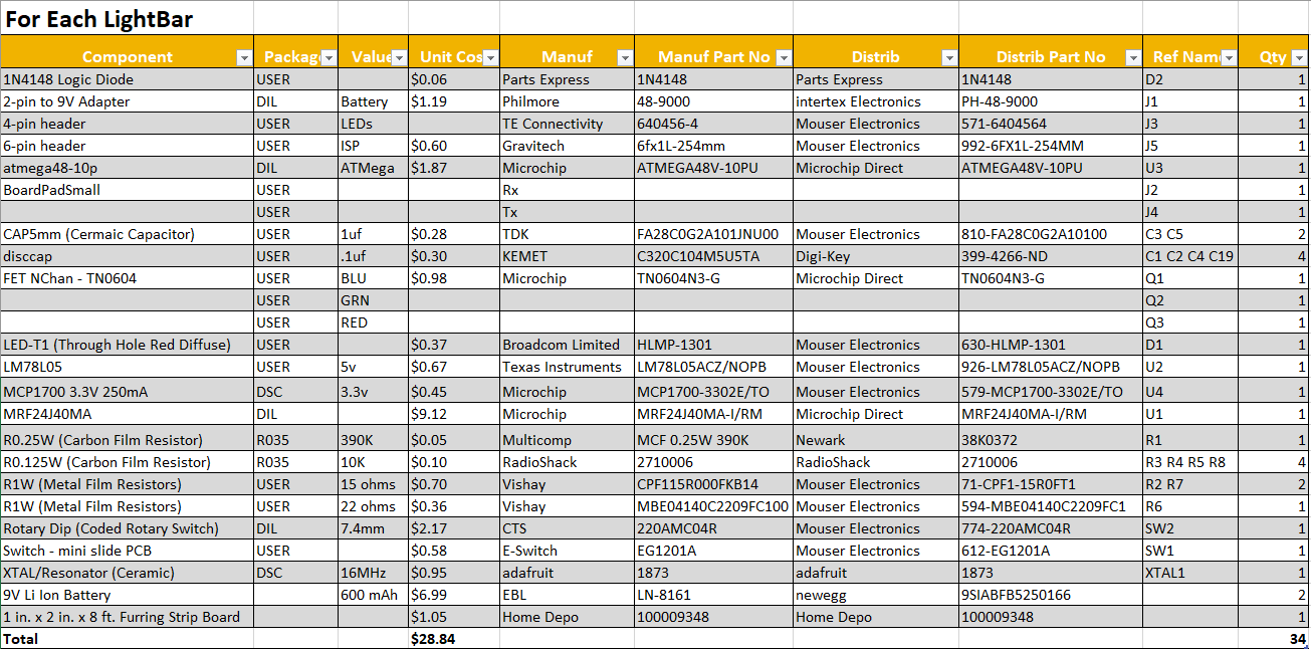 For Each LightBar
Component Packag Value Unit Cos Manuf Manuf Part No Distrib Distrib Part No Ref Nam Qty
1N4148 Logic Diode USER $0.06 Parts Express 1N4148 Parts Express 1N4148 D2 1
2-pin to 9V Adapter DIL Battery $1.19 Philmore 48-9000 intertex Electronics PH-48-9000 J1 1
4-pin header USER LEDs TE Connectivity 640456-4 Mouser Electronics 571-6404564 J3 1
6-pin header USER ISP $0.60 Gravitech 6fx1L-254mm Mouser Electronics 992-6FX1L-254MM J5 1
atmega48-10p DIL ATMega $1.87 Microchip ATMEGA48V-10PU Microchip Direct ATMEGA48V-10PU U3 1
BoardPadSmall USER Rx J2 1
USER Tx J4 1
CAP5mm (Cermaic Capacitor) USER 1uf $0.28 TDK FA28C0G2A101JNU00 Mouser Electronics 810-FA28C0G2A10100 C3 C5 2
disccap USER .1uf $0.30 KEMET C320C104M5U5TA Digi-Key 399-4266-ND C1 C2 C4 C19 4
FET NChan - TN0604 USER BLU $0.98 Microchip TN0604N3-G Microchip Direct TN0604N3-G Q1 1
USER GRN Q2 1
USER RED Q3 1
LED-T1 (Through Hole Red Diffuse) USER $0.37 Broadcom Limited HLMP-1301 Mouser Electronics 630-HLMP-1301 D1 1
LM78L05 USER 5v $0.67 Texas Instruments LM78L05ACZ/NOPB Mouser Electronics 926-LM78L05ACZ/NOPB U2 1
MCP1700 3.3V 250mA DSC 3.3v $0.45 Microchip MCP1700-3302E/TO Mouser Electronics 579-MCP1700-3302E/TO U4 1
MRF24J40MA DIL $9.12 Microchip MRF24J40MA-I/RM Microchip Direct MRF24J40MA-I/RM U1 1
R0.25W (Carbon Film Resistor) R035 390K $0.05 Multicomp MCF 0.25W 390K Newark 38K0372 R1 1
R0.125W (Carbon Film Resistor) R035 10K $0.10 RadioShack 2710006 RadioShack 2710006 R3 R4 R5 R8 4
R1W (Metal Film Resistors) USER 15 ohms $0.70 Vishay CPF115R000FKB14 Mouser Electronics 71-CPF1-15R0FT1 R2 R7 2
R1W (Metal Film Resistors) USER 22 ohms $0.36 Vishay MBE04140C2209FC100 Mouser Electronics 594-MBE04140C2209FC1 R6 1
Rotary Dip (Coded Rotary Switch) DIL 7.4mm $2.17 CTS 220AMC04R Mouser Electronics 774-220AMC04R SW2 1
Switch - mini slide PCB USER $0.58 E-Switch EG1201A Mouser Electronics 612-EG1201A SW1 1
XTAL/Resonator (Ceramic) DSC 16MHz $0.95 adafruit 1873 adafruit 1873 XTAL1 1
9V Li Ion Battery 600 mAh $6.99 EBL LN-8161 newegg 9SIABFB5250166 2
1 in. x 2 in. x 8 ft. Furring Strip Board $1.05 Home Depo 100009348 Home Depo 100009348 1
Total $28.84 34